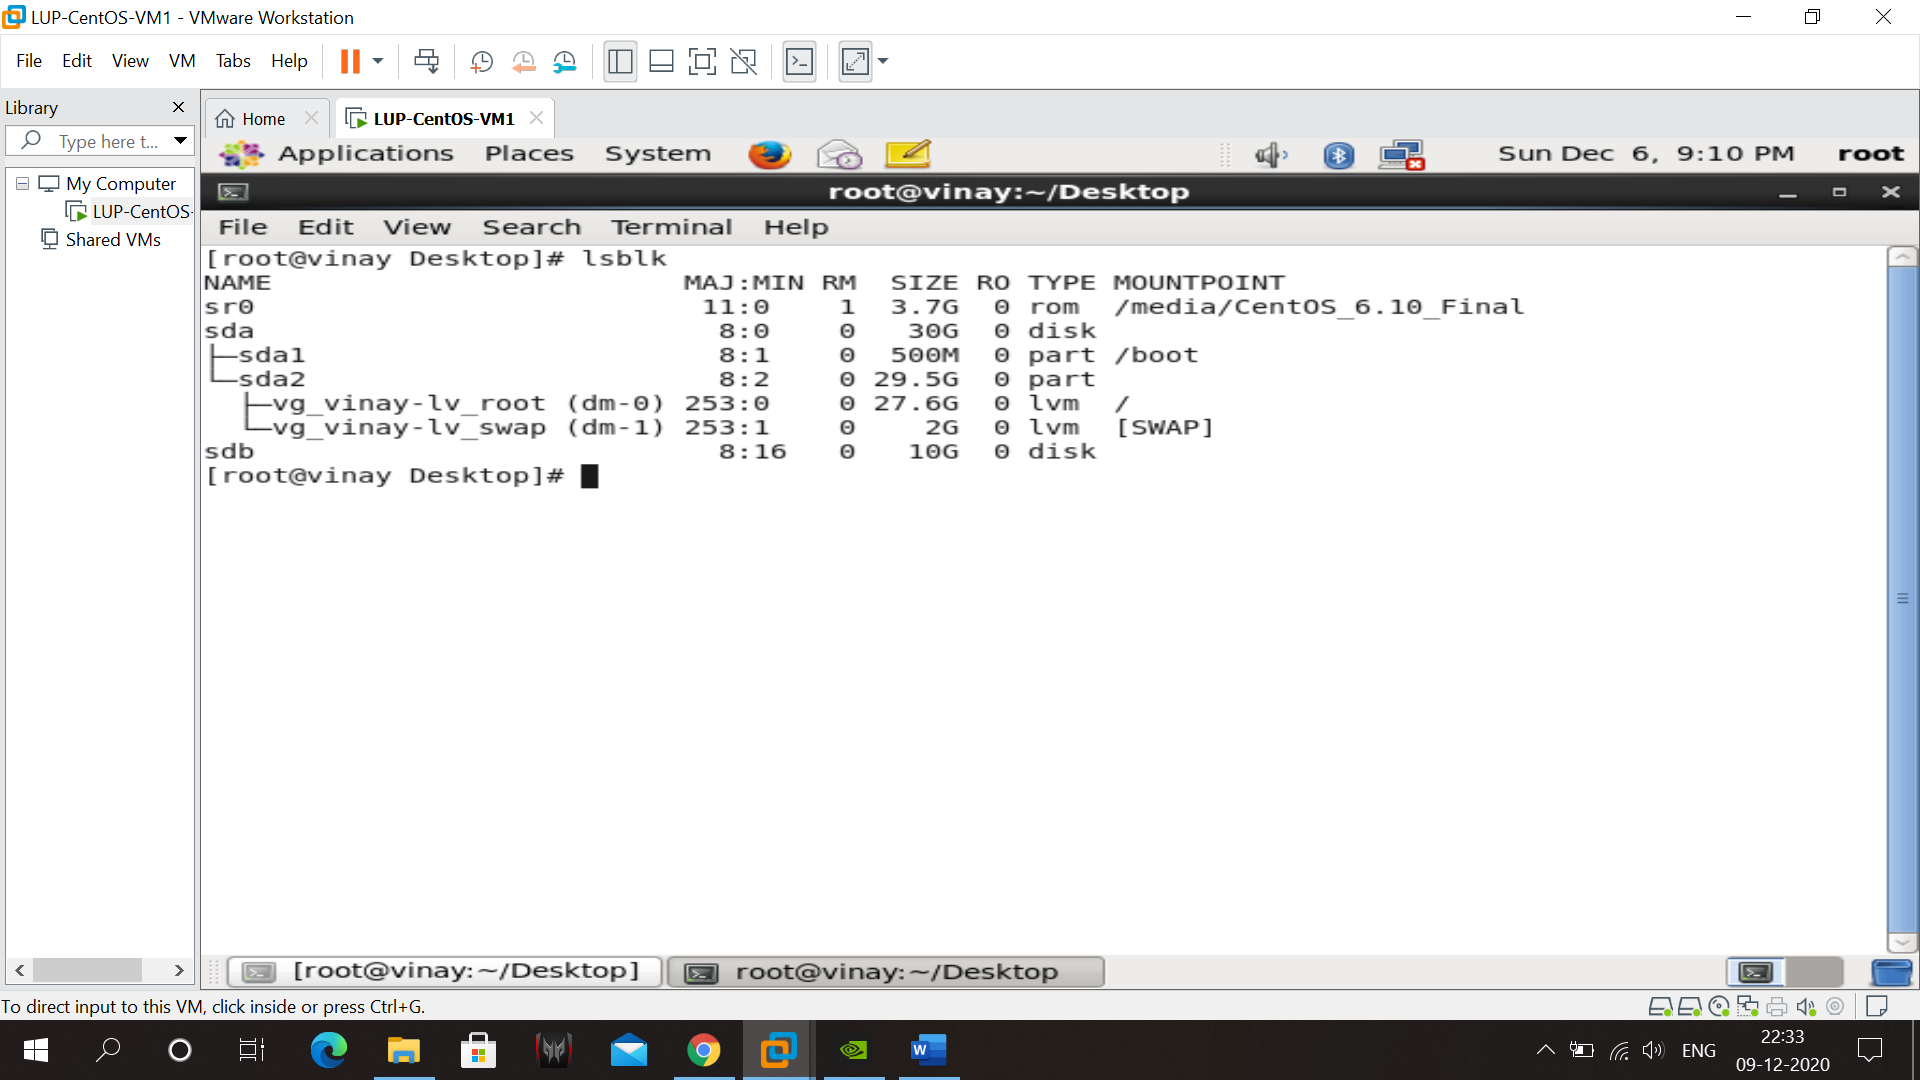 LUP-CentOS-VM1 - VMware Workstation
File Edit View VM Tabs Help
Library
Type here t...
My Computer
LUP-CentOS-
Shared VMs
Home
LUP-CentOS-VM1
Applications Places System Sun Dec 6, 9:10 PM root
root@vinay:~/Desktop
File Edit View Search Terminal Help
[root@vinay Desktop]# lsblk
NAME MAJ:MIN RM SIZE RO TYPE MOUNTPOINT
sr0 11:0 1 3.7G 0 rom /media/CentOS_6.10_Final
sda 8:0 0 30G 0 disk
├─sda1 8:1 0 500M 0 part /boot
└─sda2 8:2 0 29.5G 0 part
├─vg_vinay-lv_root (dm-0) 253:0 0 27.6G 0 lvm /
└─vg_vinay-lv_swap (dm-1) 253:1 0 2G 0 lvm [SWAP]
sdb 8:16 0 10G 0 disk
[root@vinay Desktop]#
[root@vinay:~/Desktop] root@vinay:~/Desktop
To direct input to this VM, click inside or press Ctrl+G.
W
ENG
22:33
09-12-2020